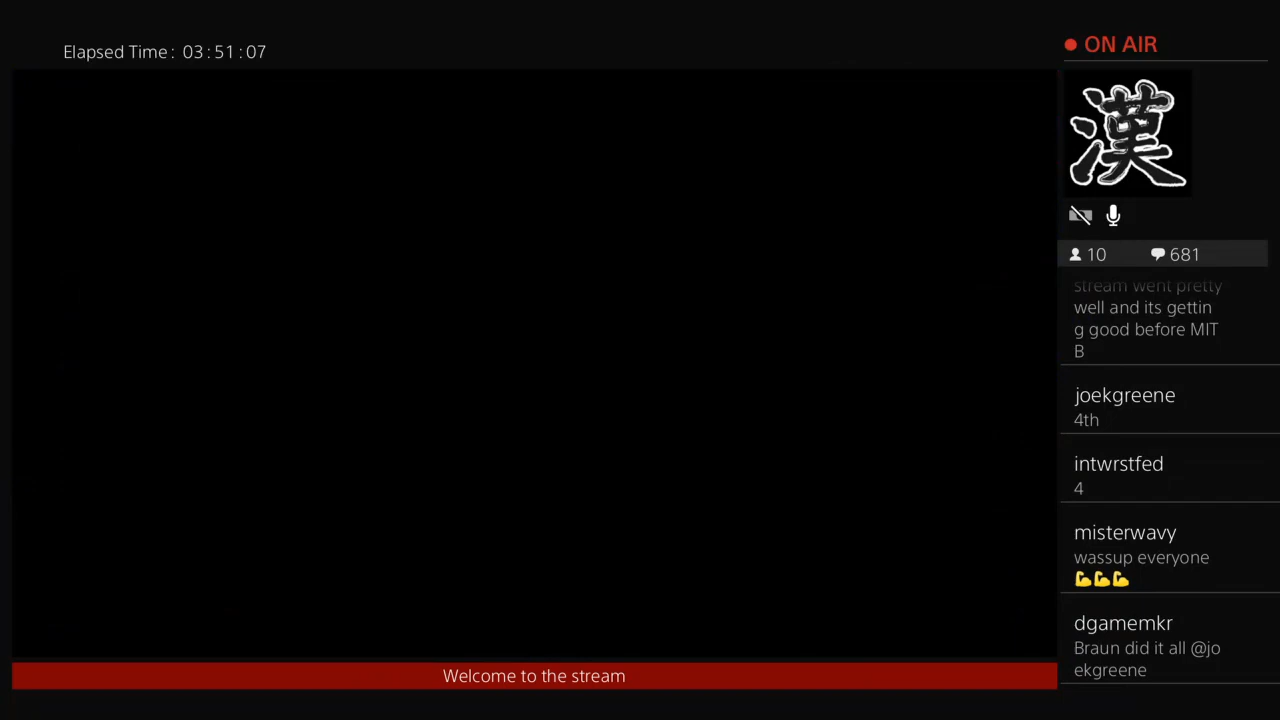 Elapsed Time: 03:51:07
ON AIR
漢
10 681
stream went pretty
well and its gettin
g good before MIT
B
joekgreene
4th
intwrstfed
4
misterwavy
wassup everyone
💪💪💪
dgamemkr
Braun did it all @jo
ekgreene
Welcome to the stream